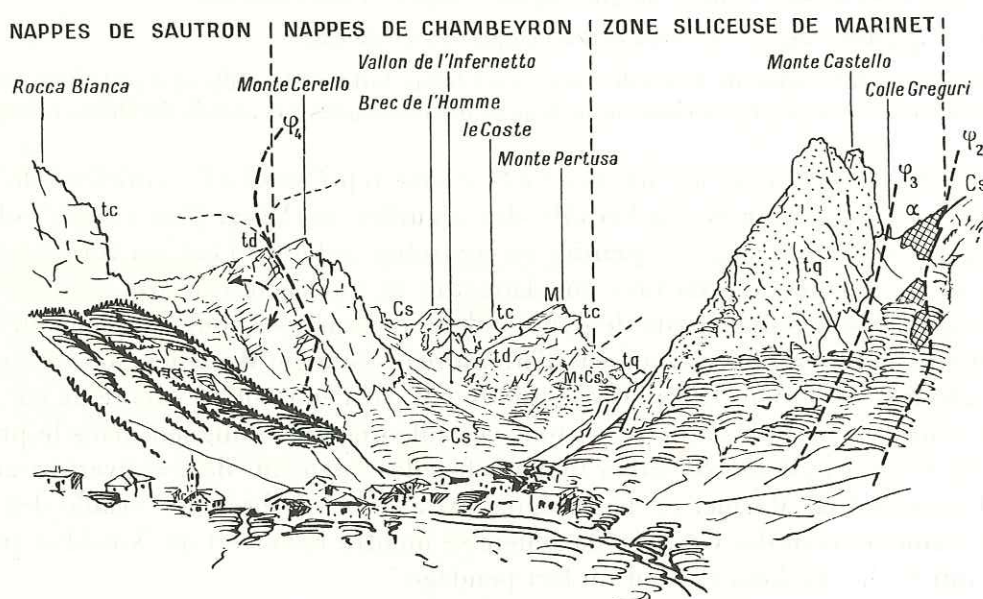 NAPPES DE SAUTRON NAPPES DE CHAMBEYRON ZONE SILICEUSE DE MARINET
Vallon de l'Infernetto
Monte Castello
Rocca Bianca
Monte Cerello
Colle Greguri
Brec de l'Homme
le Coste
Monte Pertusa
φ4
φ2
φ3
Cs
α
tc
td
tq
Cs
M
tc
tc
td
tq
M+Cs
Cs